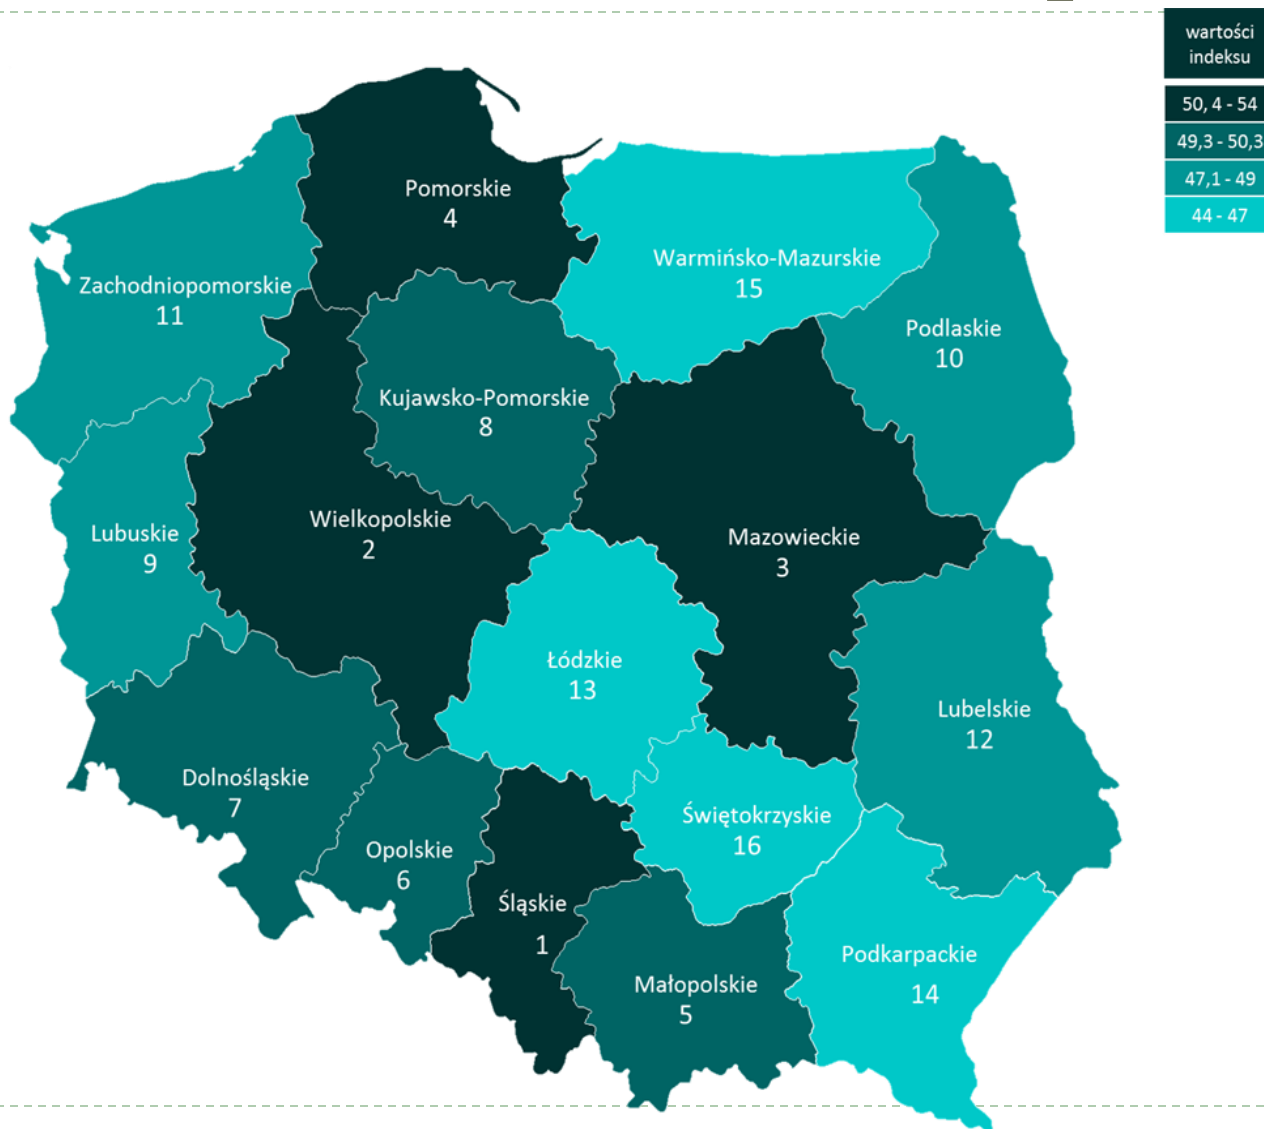 wartości
indeksu
50, 4 - 54
49,3 - 50,3
47,1 - 49
44 - 47
Pomorskie
4
Warmińsko-Mazurskie
15
Zachodniopomorskie
11
Podlaskie
10
Kujawsko-Pomorskie
8
Wielkopolskie
2
Lubuskie
9
Mazowieckie
3
Łódzkie
13
Lubelskie
12
Dolnośląskie
7
Świętokrzyskie
16
Opolskie
6
Śląskie
1
Podkarpackie
14
Małopolskie
5